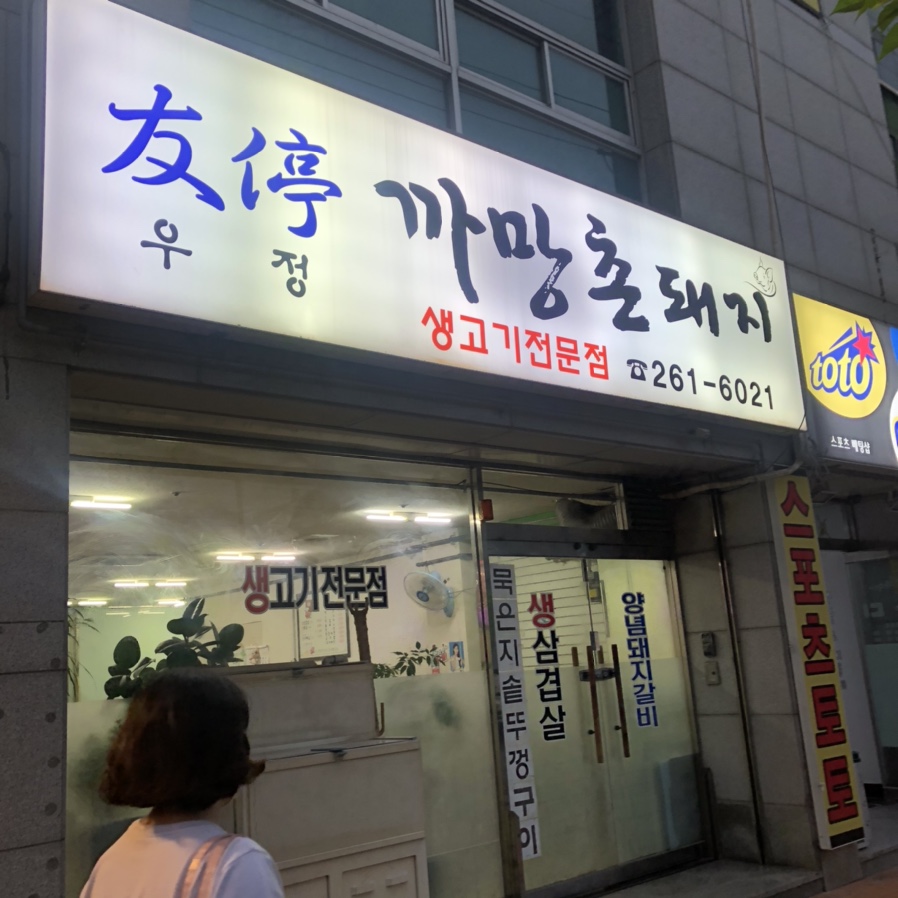 友停
우정
까망촌돼지
생고기전문점 ☎261-6021
toto
스포츠 베팅샵
생고기전문점
묵은지솥뚜껑구이
생삼겹살
양념돼지갈비
스포츠토토